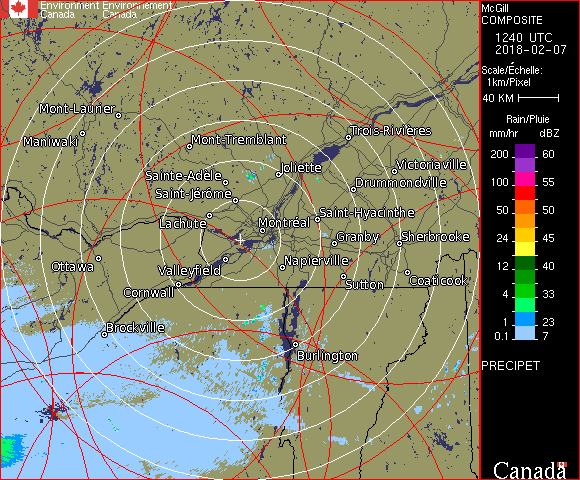 Environment Environnement
Canada Canada
McGill
COMPOSITE
1240 UTC
2018-02-07
Scale/Échelle:
1km/Pixel
40 KM
Rain/Pluie
mm/hr dBZ
200 60
100 55
50 50
24 45
12 40
4 33
1 23
0.1 7
PRECIPET
Canada
Mont-Laurier
Maniwaki
Mont-Tremblant
Trois-Rivières
Sainte-Adèle
Joliette
Victoriaville
Saint-Jérôme
Drummondville
Lachute
Montréal
Saint-Hyacinthe
Granby
Sherbrooke
Ottawa
Valleyfield
Napierville
Cornwall
Sutton
Coaticook
Brockville
Burlington